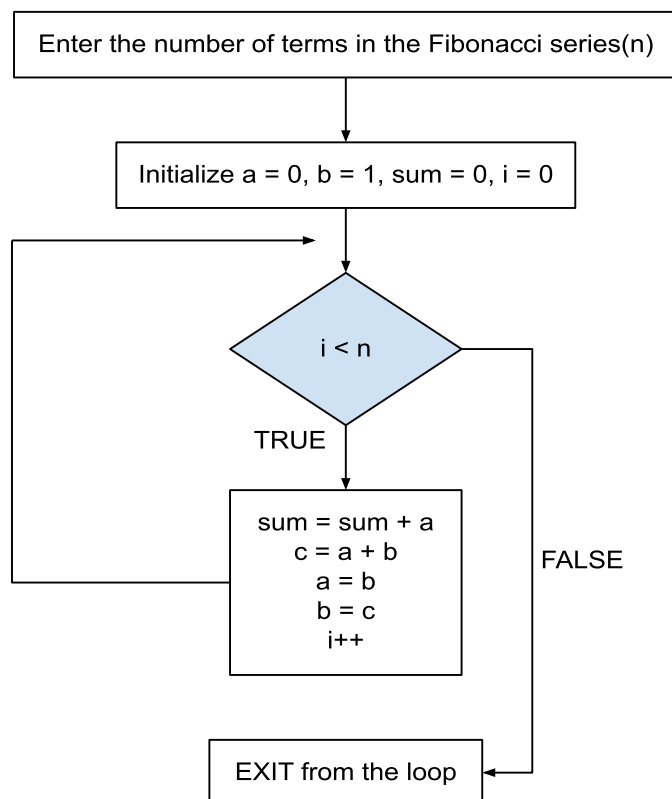 Enter the number of terms in the Fibonacci series(n)
Initialize a = 0, b = 1, sum = 0, i = 0
i < n
TRUE
sum = sum + a
c = a + b
a = b
b = c
i++
FALSE
EXIT from the loop